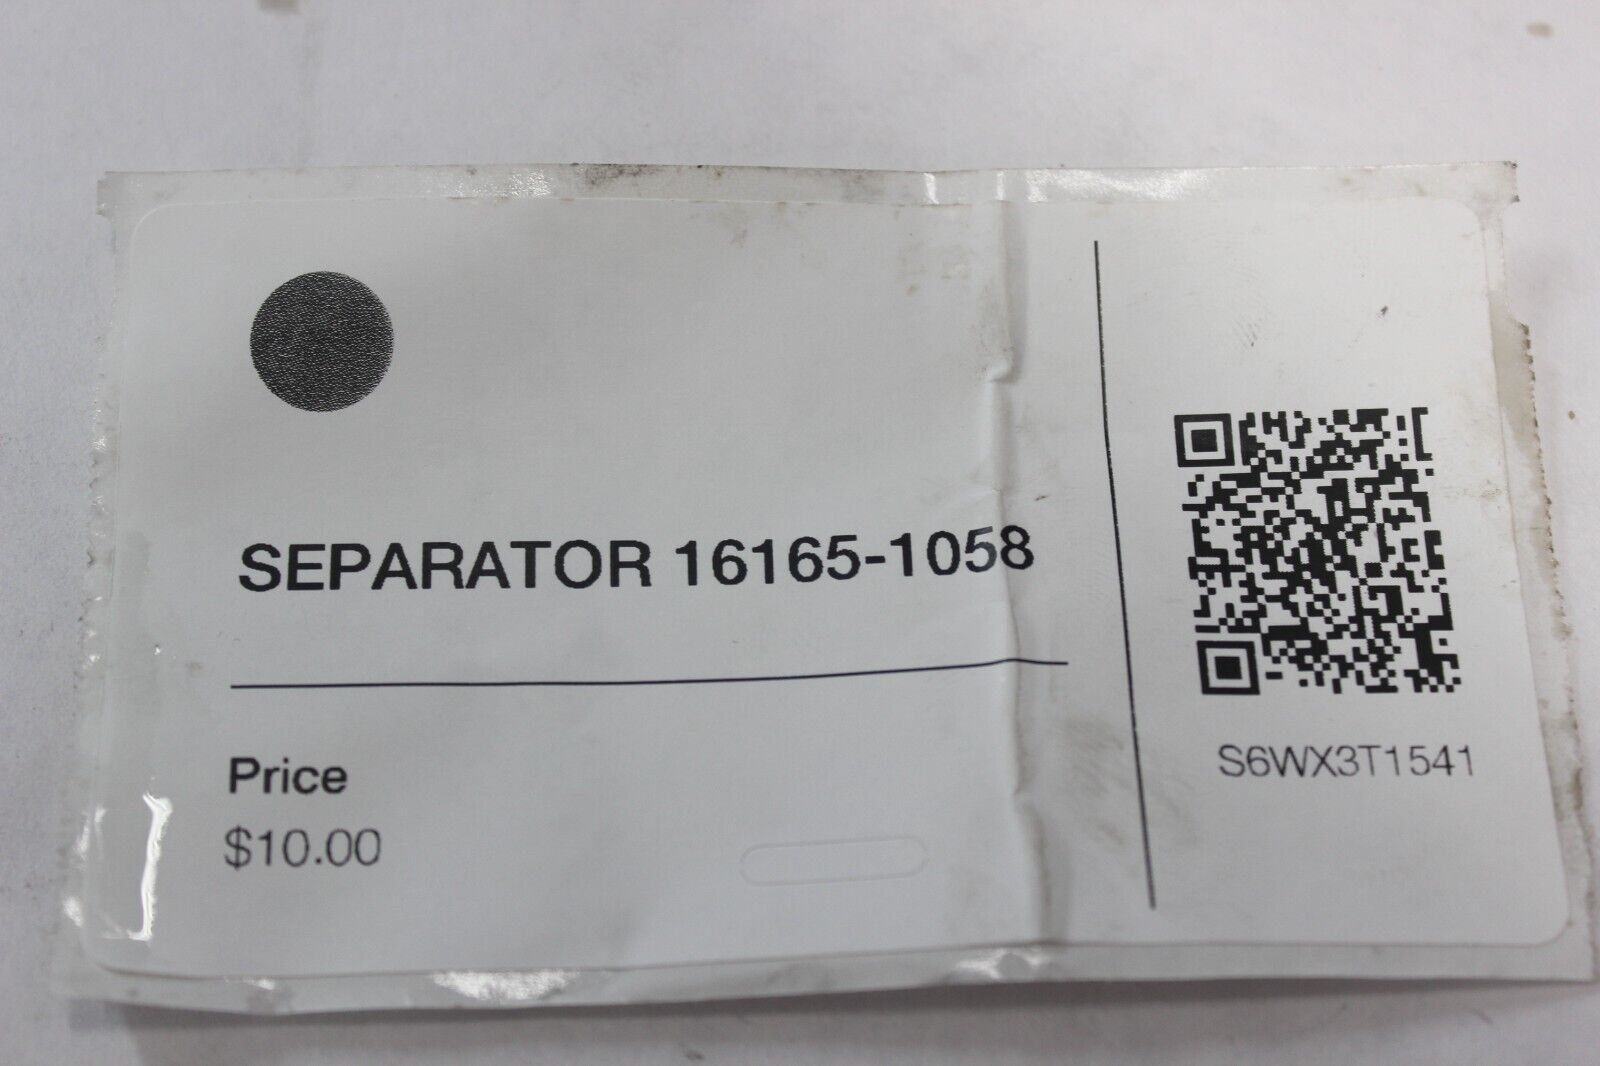 SEPARATOR 16165-1058
Price
$10.00
S6WX3T1541